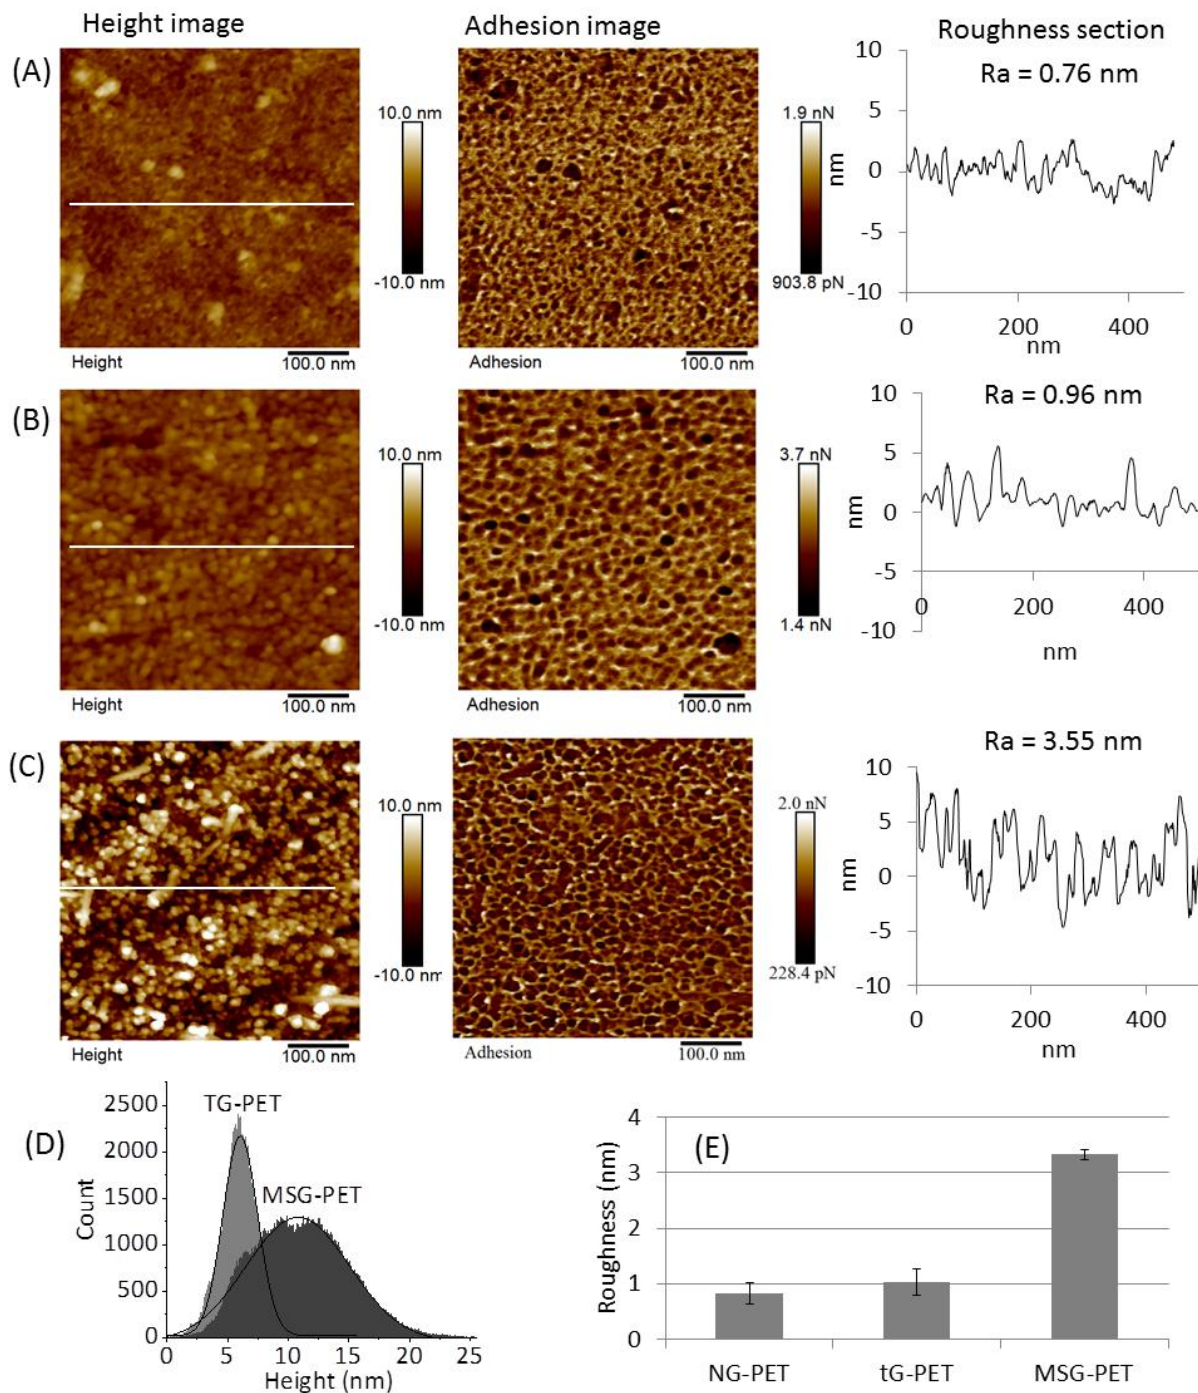 Height image
Adhesion image
Roughness section
(A)
10.0 nm
-10.0 nm
Height
100.0 nm
1.9 nN
903.8 pN
Adhesion
100.0 nm
Ra = 0.76 nm
10
5
0
-5
-10
nm
0
200
400
nm
(B)
10.0 nm
-10.0 nm
Height
100.0 nm
3.7 nN
1.4 nN
Adhesion
100.0 nm
Ra = 0.96 nm
10
5
0
-5
-10
nm
0
200
400
nm
(C)
10.0 nm
-10.0 nm
Height
100.0 nm
2.0 nN
228.4 pN
Adhesion
100.0 nm
Ra = 3.55 nm
10
5
0
-5
-10
nm
0
200
400
nm
(D)
TG-PET
MSG-PET
2500
2000
1500
1000
500
0
Count
0
5
10
15
20
25
Height (nm)
(E)
4
3
2
1
0
Roughness (nm)
NG-PET
tG-PET
MSG-PET